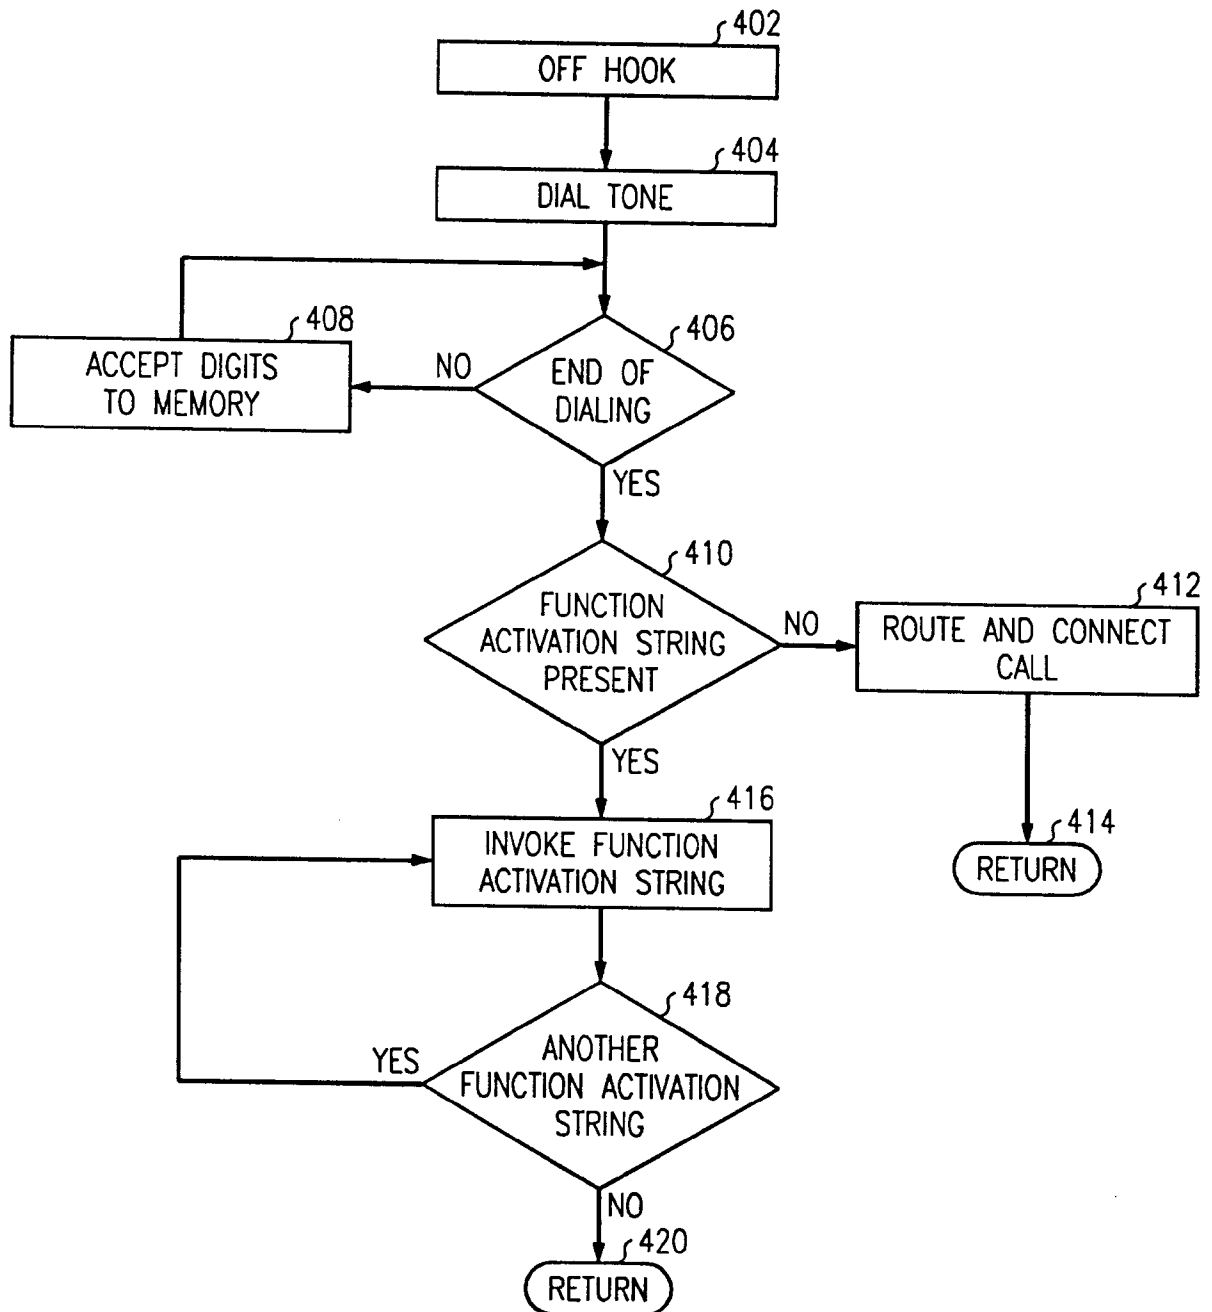 402
OFF HOOK
404
DIAL TONE
408
ACCEPT DIGITS
TO MEMORY
NO
406
END OF
DIALING
YES
410
FUNCTION
ACTIVATION STRING
PRESENT
NO
412
ROUTE AND CONNECT
CALL
YES
414
RETURN
416
INVOKE FUNCTION
ACTIVATION STRING
418
YES
ANOTHER
FUNCTION ACTIVATION
STRING
NO
420
RETURN